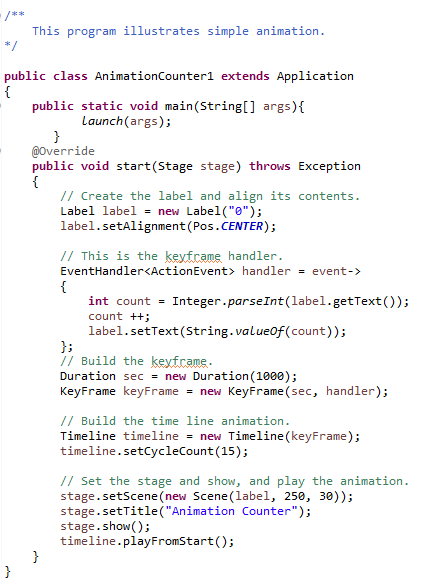 /**
    This program illustrates simple animation.
*/

public class AnimationCounter1 extends Application
{
    public static void main(String[] args){
           launch(args);
       }
    @Override
    public void start(Stage stage) throws Exception
    {
        // Create the label and align its contents.
        Label label = new Label("0");
        label.setAlignment(Pos.CENTER);

        // This is the keyframe handler.
        EventHandler<ActionEvent> handler = event->
        {
            int count = Integer.parseInt(label.getText());
            count ++;
            label.setText(String.valueOf(count));
        };
        // Build the keyframe.
        Duration sec = new Duration(1000);
        KeyFrame keyFrame = new KeyFrame(sec, handler);

        // Build the time line animation.
        Timeline timeline = new Timeline(keyFrame);
        timeline.setCycleCount(15);

        // Set the stage and show, and play the animation.
        stage.setScene(new Scene(label, 250, 30));
        stage.setTitle("Animation Counter");
        stage.show();
        timeline.playFromStart();
    }
}